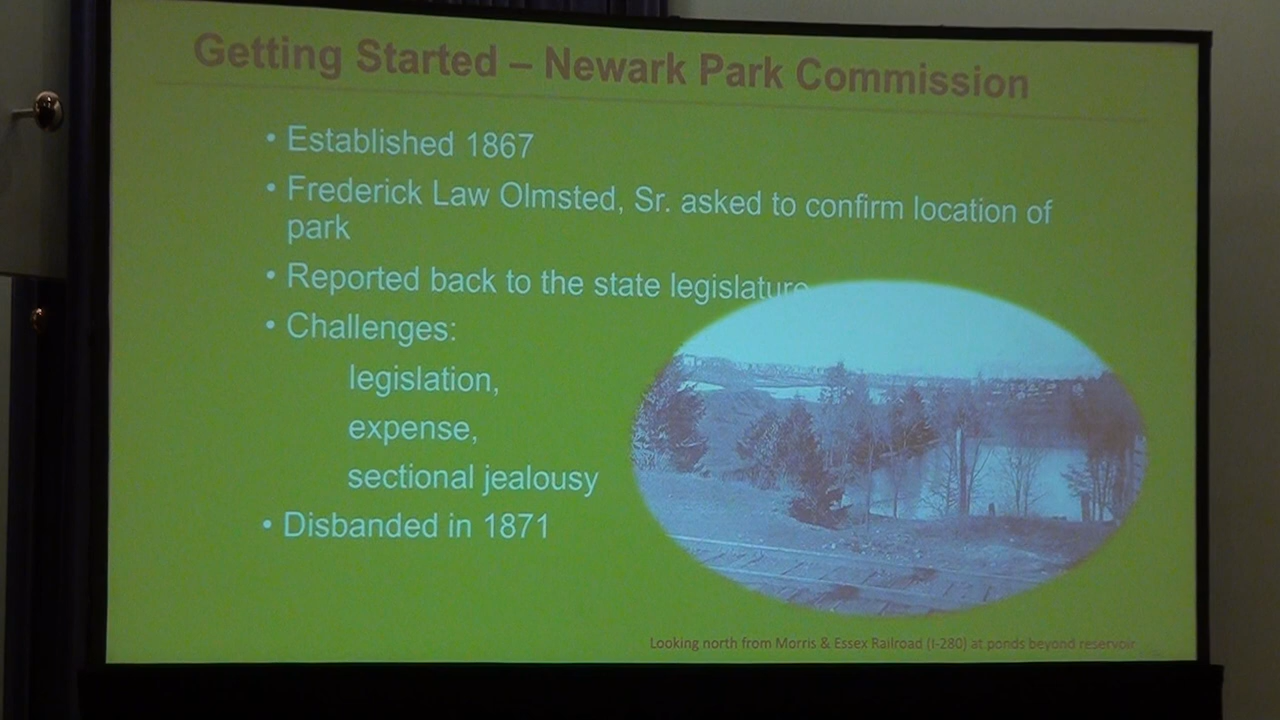 Getting Started – Newark Park Commission
• Established 1867
• Frederick Law Olmsted, Sr. asked to confirm location of
park
• Reported back to the state legislature
• Challenges:
legislation,
expense,
sectional jealousy
• Disbanded in 1871
Looking north from Morris & Essex Railroad (I-280) at ponds beyond reservoir